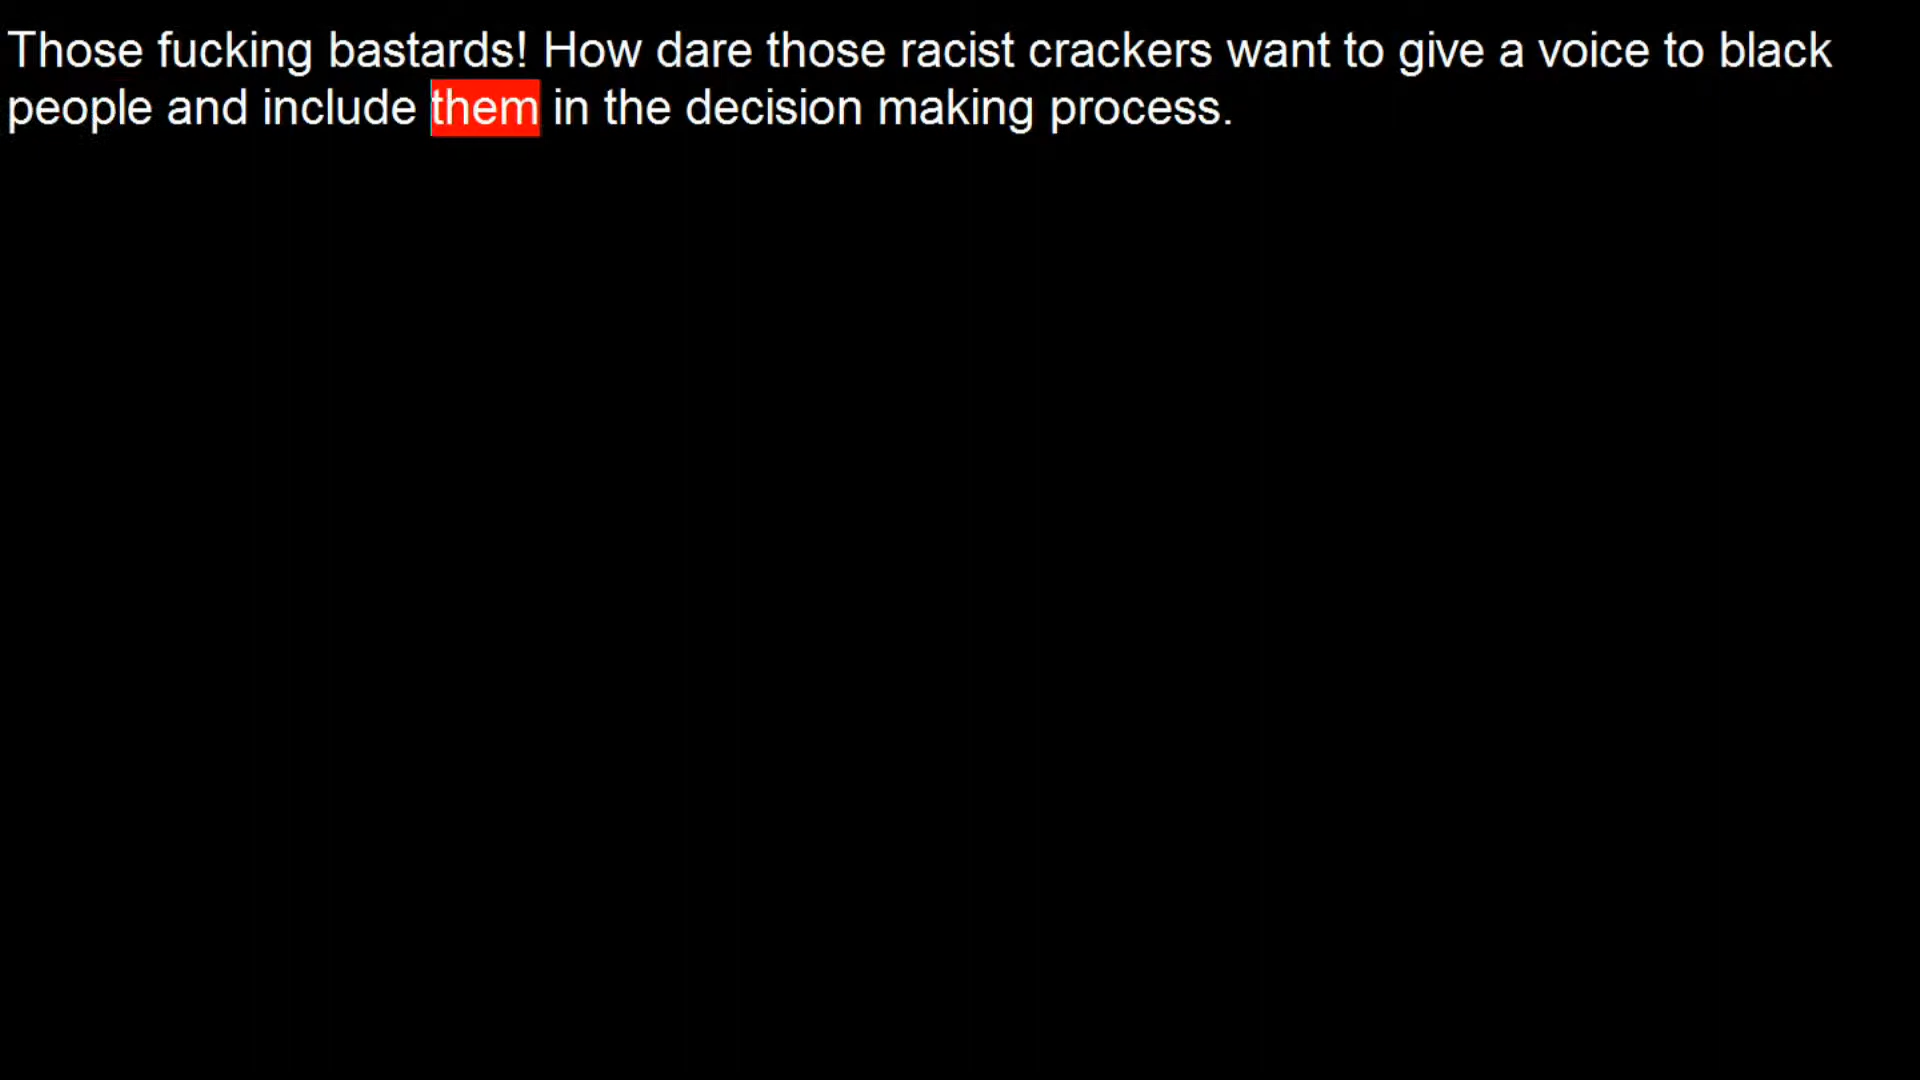 Those fucking bastards! How dare those racist crackers want to give a voice to black
people and include them in the decision making process.